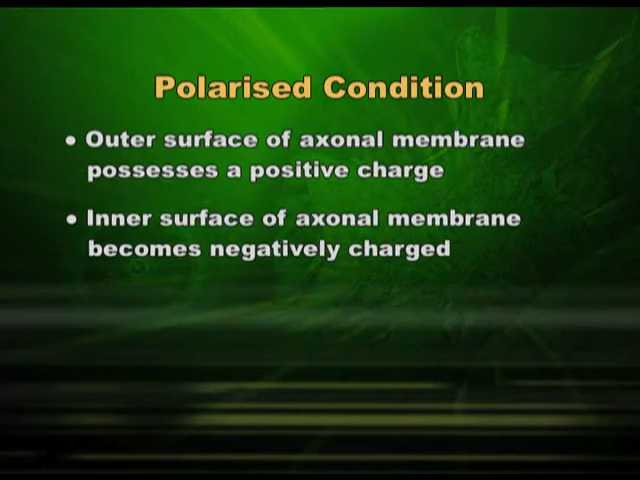 Polarised Condition
• Outer surface of axonal membrane
possesses a positive charge
• Inner surface of axonal membrane
becomes negatively charged